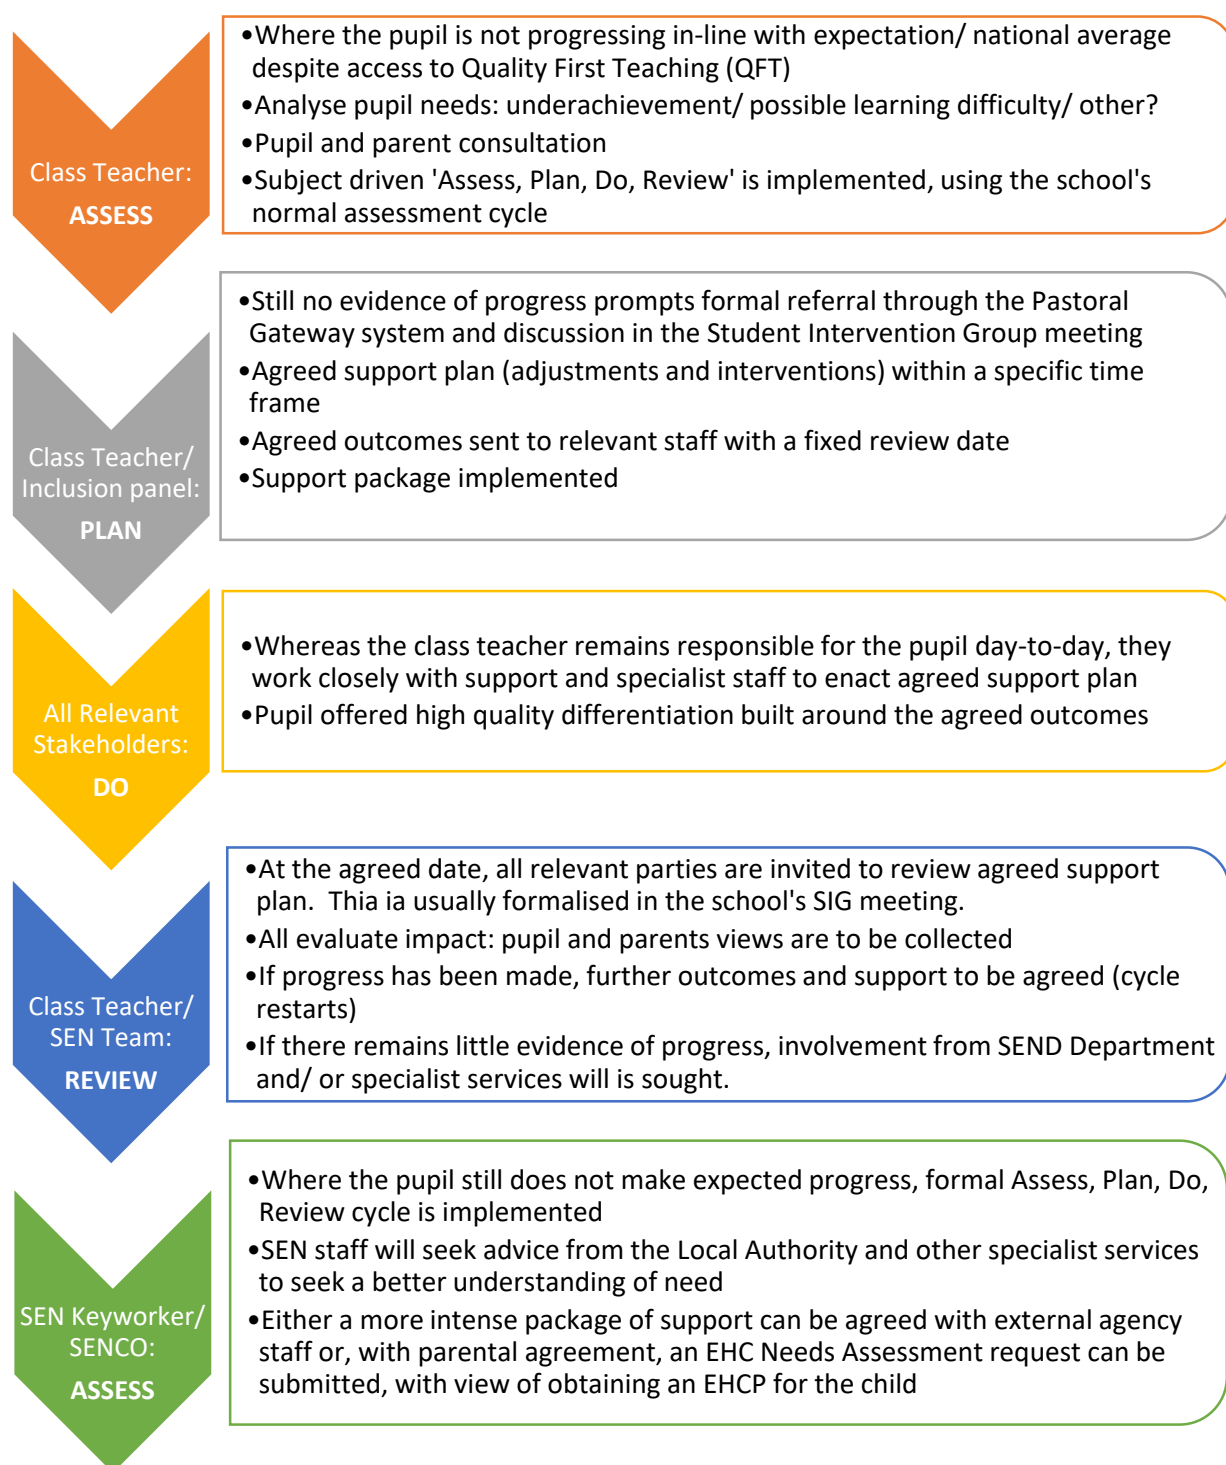 Class Teacher:
ASSESS
•Where the pupil is not progressing in-line with expectation/ national average
despite access to Quality First Teaching (QFT)
•Analyse pupil needs: underachievement/ possible learning difficulty/ other?
•Pupil and parent consultation
•Subject driven 'Assess, Plan, Do, Review' is implemented, using the school's
normal assessment cycle
Class Teacher/
Inclusion panel:
PLAN
•Still no evidence of progress prompts formal referral through the Pastoral
Gateway system and discussion in the Student Intervention Group meeting
•Agreed support plan (adjustments and interventions) within a specific time
frame
•Agreed outcomes sent to relevant staff with a fixed review date
•Support package implemented
All Relevant
Stakeholders:
DO
•Whereas the class teacher remains responsible for the pupil day-to-day, they
work closely with support and specialist staff to enact agreed support plan
•Pupil offered high quality differentiation built around the agreed outcomes
Class Teacher/
SEN Team:
REVIEW
•At the agreed date, all relevant parties are invited to review agreed support
plan.  Thia ia usually formalised in the school's SIG meeting.
•All evaluate impact: pupil and parents views are to be collected
•If progress has been made, further outcomes and support to be agreed (cycle
restarts)
•If there remains little evidence of progress, involvement from SEND Department
and/ or specialist services will is sought.
SEN Keyworker/
SENCO:
ASSESS
•Where the pupil still does not make expected progress, formal Assess, Plan, Do,
Review cycle is implemented
•SEN staff will seek advice from the Local Authority and other specialist services
to seek a better understanding of need
•Either a more intense package of support can be agreed with external agency
staff or, with parental agreement, an EHC Needs Assessment request can be
submitted, with view of obtaining an EHCP for the child